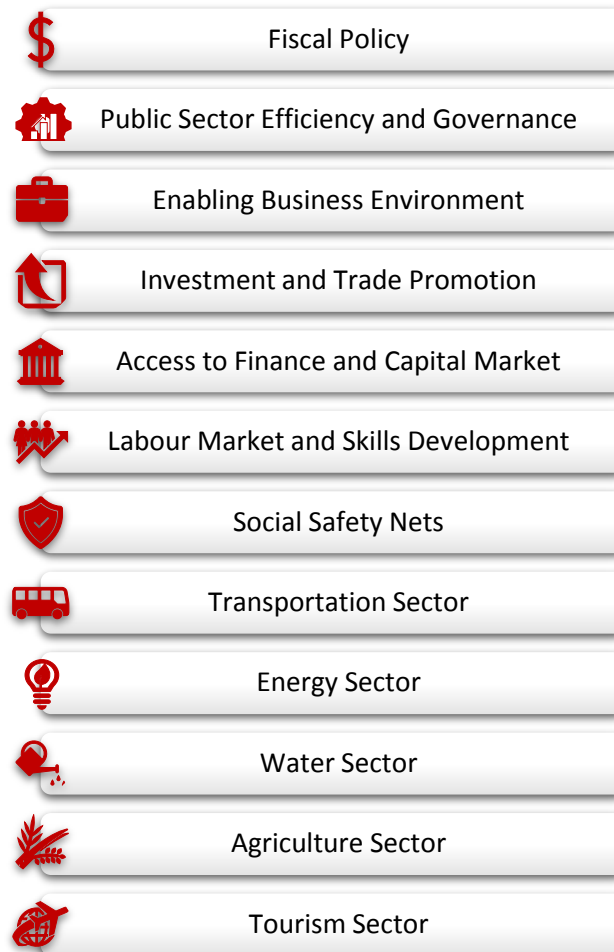 Fiscal Policy
Public Sector Efficiency and Governance
Enabling Business Environment
Investment and Trade Promotion
Access to Finance and Capital Market
Labour Market and Skills Development
Social Safety Nets
Transportation Sector
Energy Sector
Water Sector
Agriculture Sector
Tourism Sector